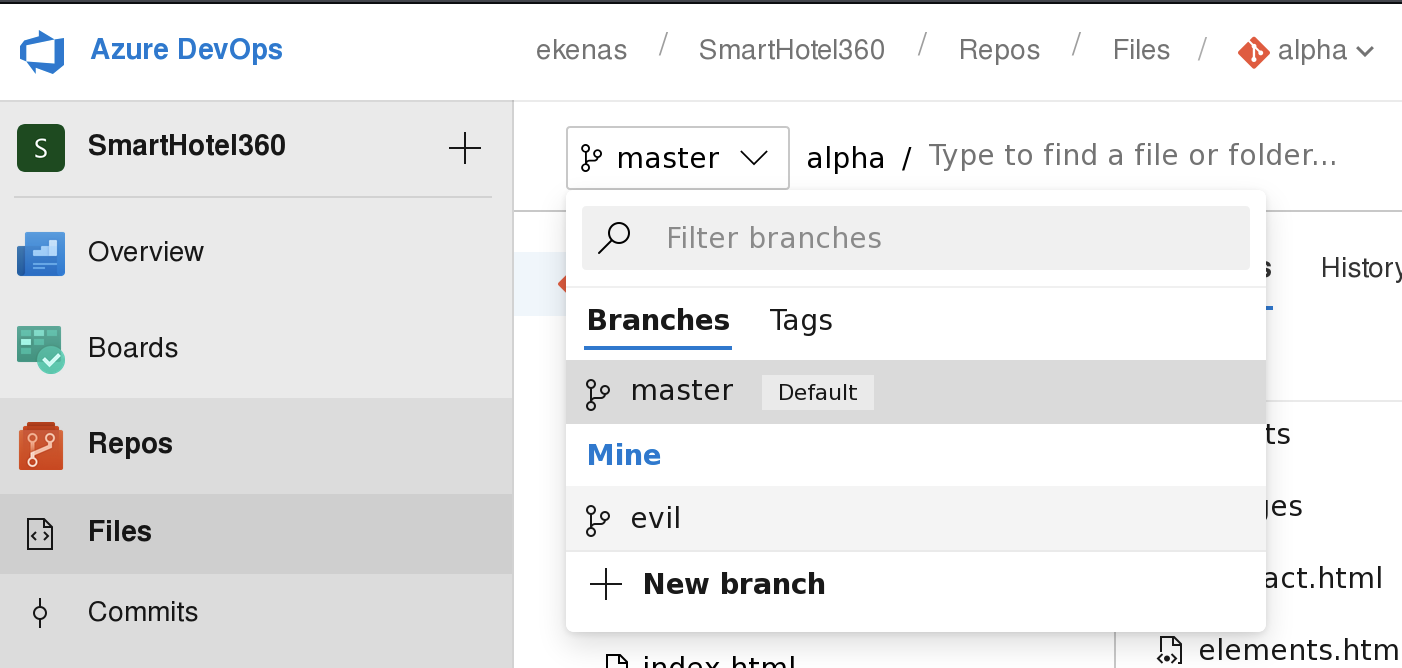 Azure DevOps
ekenas / SmartHotel360 / Repos / Files / alpha
S SmartHotel360
master alpha / Type to find a file or folder...
Filter branches
Overview
History
Branches Tags
Boards
master Default
Mine
Repos
evil
Files
New branch
act.html
Commits
elements.htm
index.html